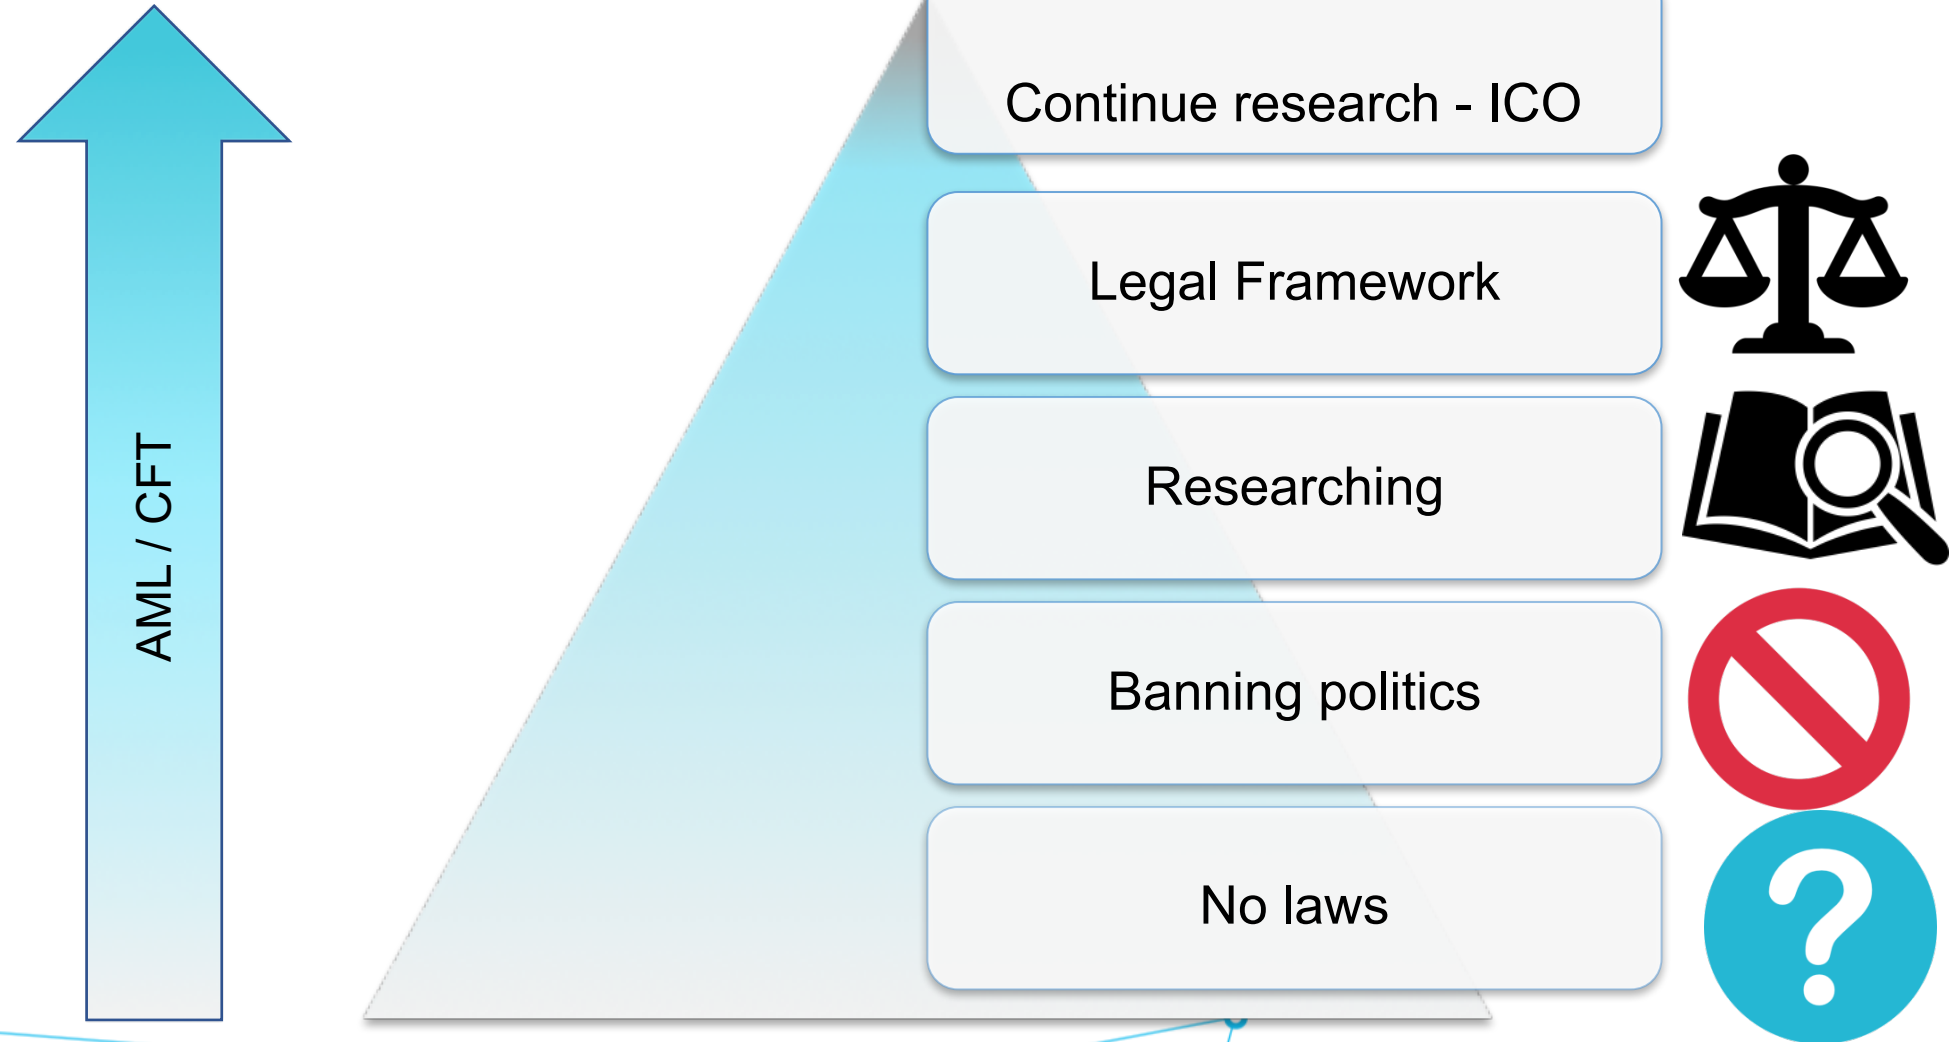 Continue research - ICO
Legal Framework
AML / CFT
Researching
Banning politics
No laws
?